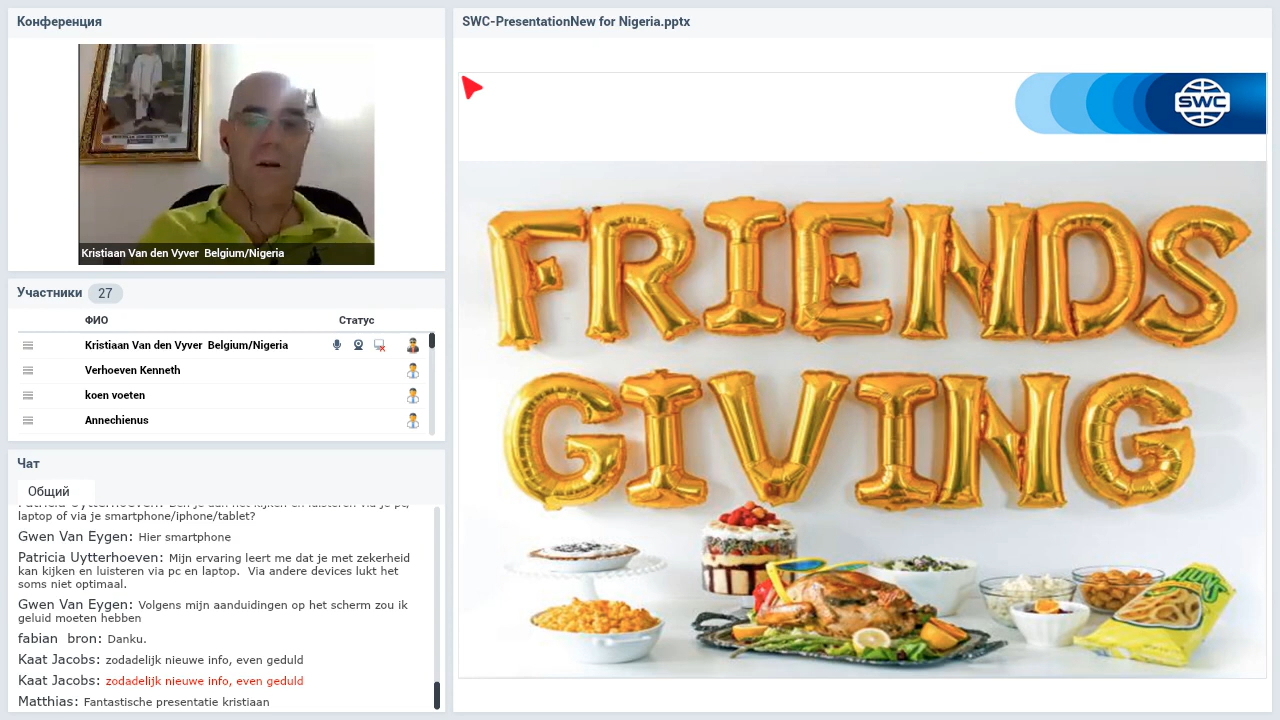 Конференция
Kristiaan Van den Vyver  Belgium/Nigeria
Участники 27
ФИО Статус
Kristiaan Van den Vyver  Belgium/Nigeria
Verhoeven Kenneth
koen voeten
Annechienus
Чат
Общий
laptop of via je smartphone/iphone/tablet?
Gwen Van Eygen: Hier smartphone
Patricia Uytterhoeven: Mijn ervaring leert me dat je met zekerheid
kan kijken en luisteren via pc en laptop.  Via andere devices lukt het
soms niet optimaal.
Gwen Van Eygen: Volgens mijn aanduidingen op het scherm zou ik
geluid moeten hebben
fabian  bron: Danku.
Kaat Jacobs: zodadelijk nieuwe info, even geduld
Kaat Jacobs: zodadelijk nieuwe info, even geduld
Matthias: Fantastische presentatie kristiaan
SWC-PresentationNew for Nigeria.pptx
SWC
FRIENDS
GIVING